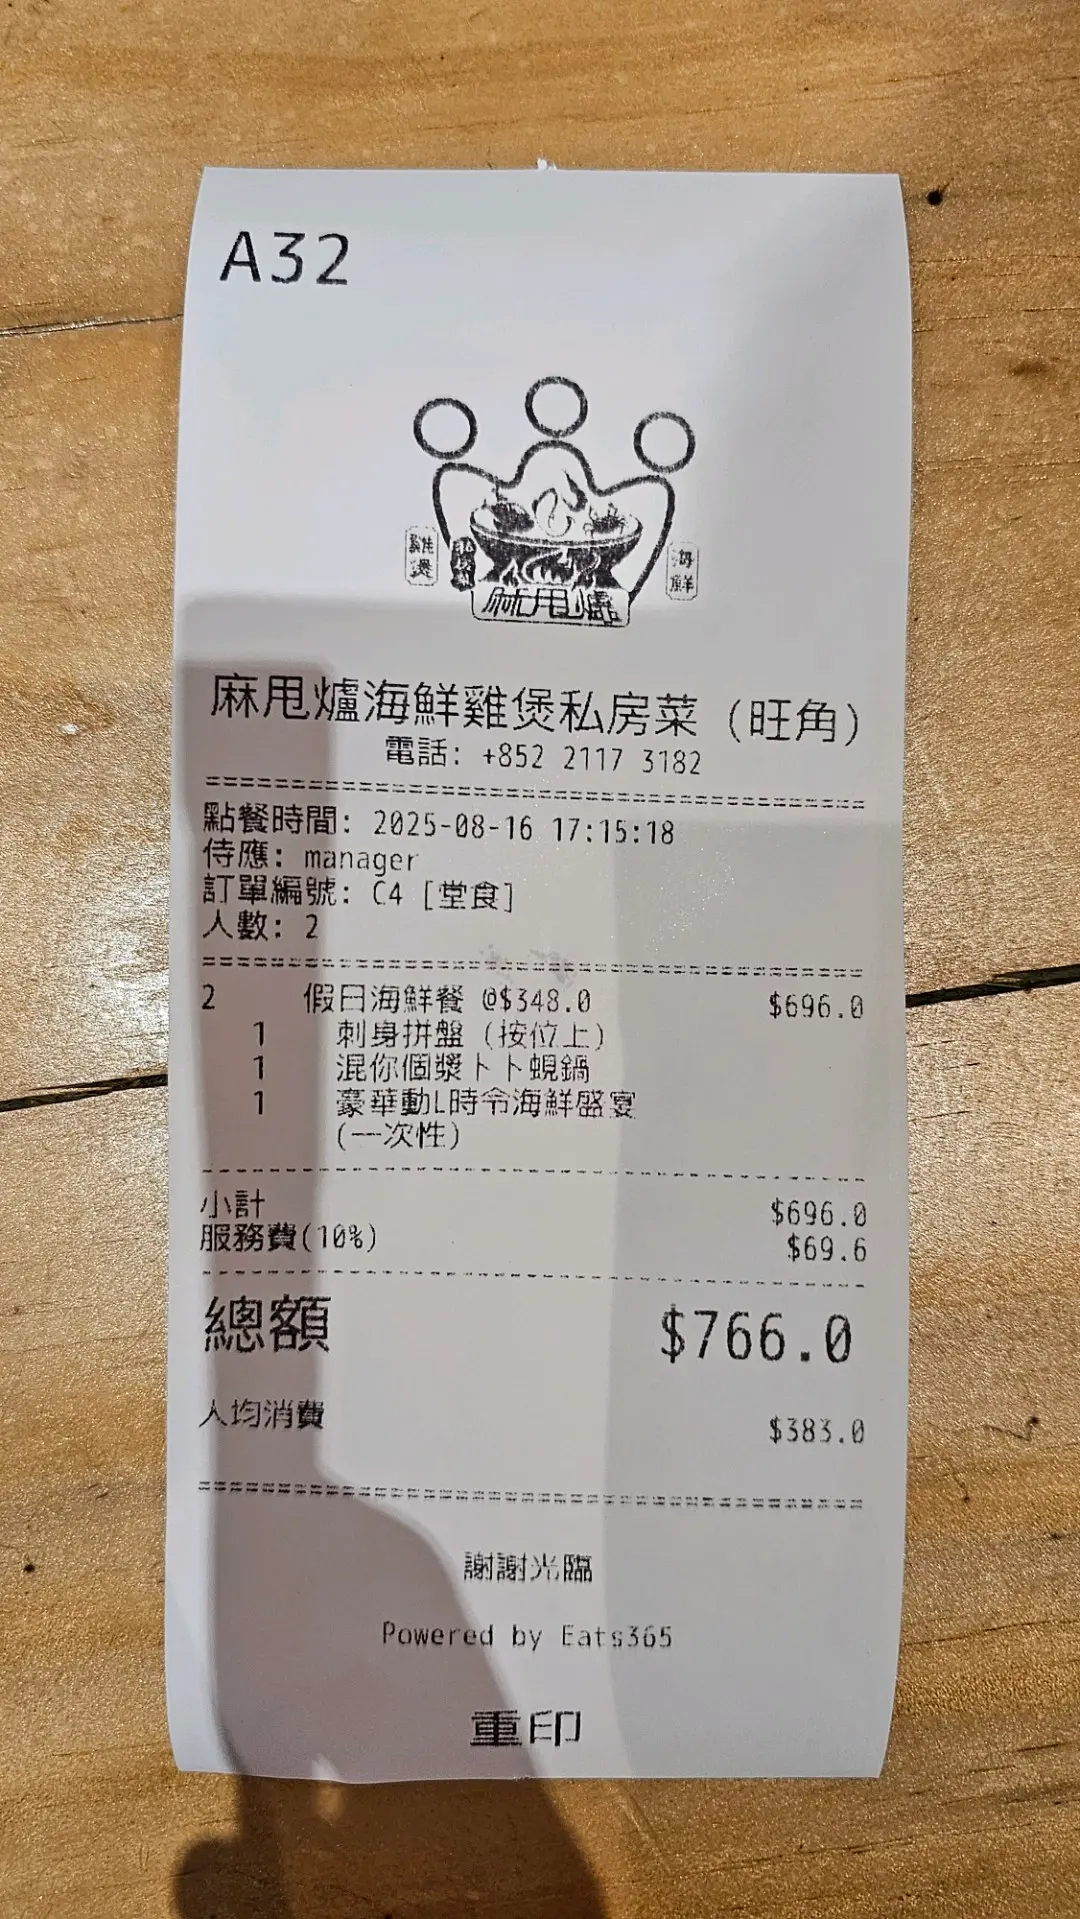 A32
雞煲
海鮮
麻甩爐
麻甩爐海鮮雞煲私房菜 (旺角)
電話: +852 2117 3182
點餐時間: 2025-08-16 17:15:18
侍應: manager
訂單編號: C4 [堂食]
人數: 2
2 假日海鮮餐 @$348.0 $696.0
1 刺身拼盤 (按位上)
1 混你個漿卜卜蜆鍋
1 豪華動L時令海鮮盛宴
(一次性)
小計 $696.0
服務費(10%) $69.6
總額 $766.0
人均消費 $383.0
謝謝光臨
Powered by Eats365
重印